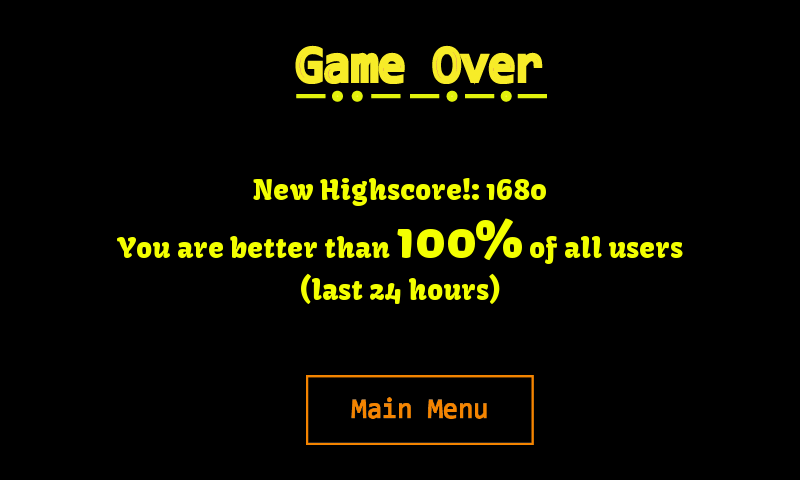 Game Over
New Highscore!: 1680
You are better than 100% of all users
(last 24 hours)
Main Menu